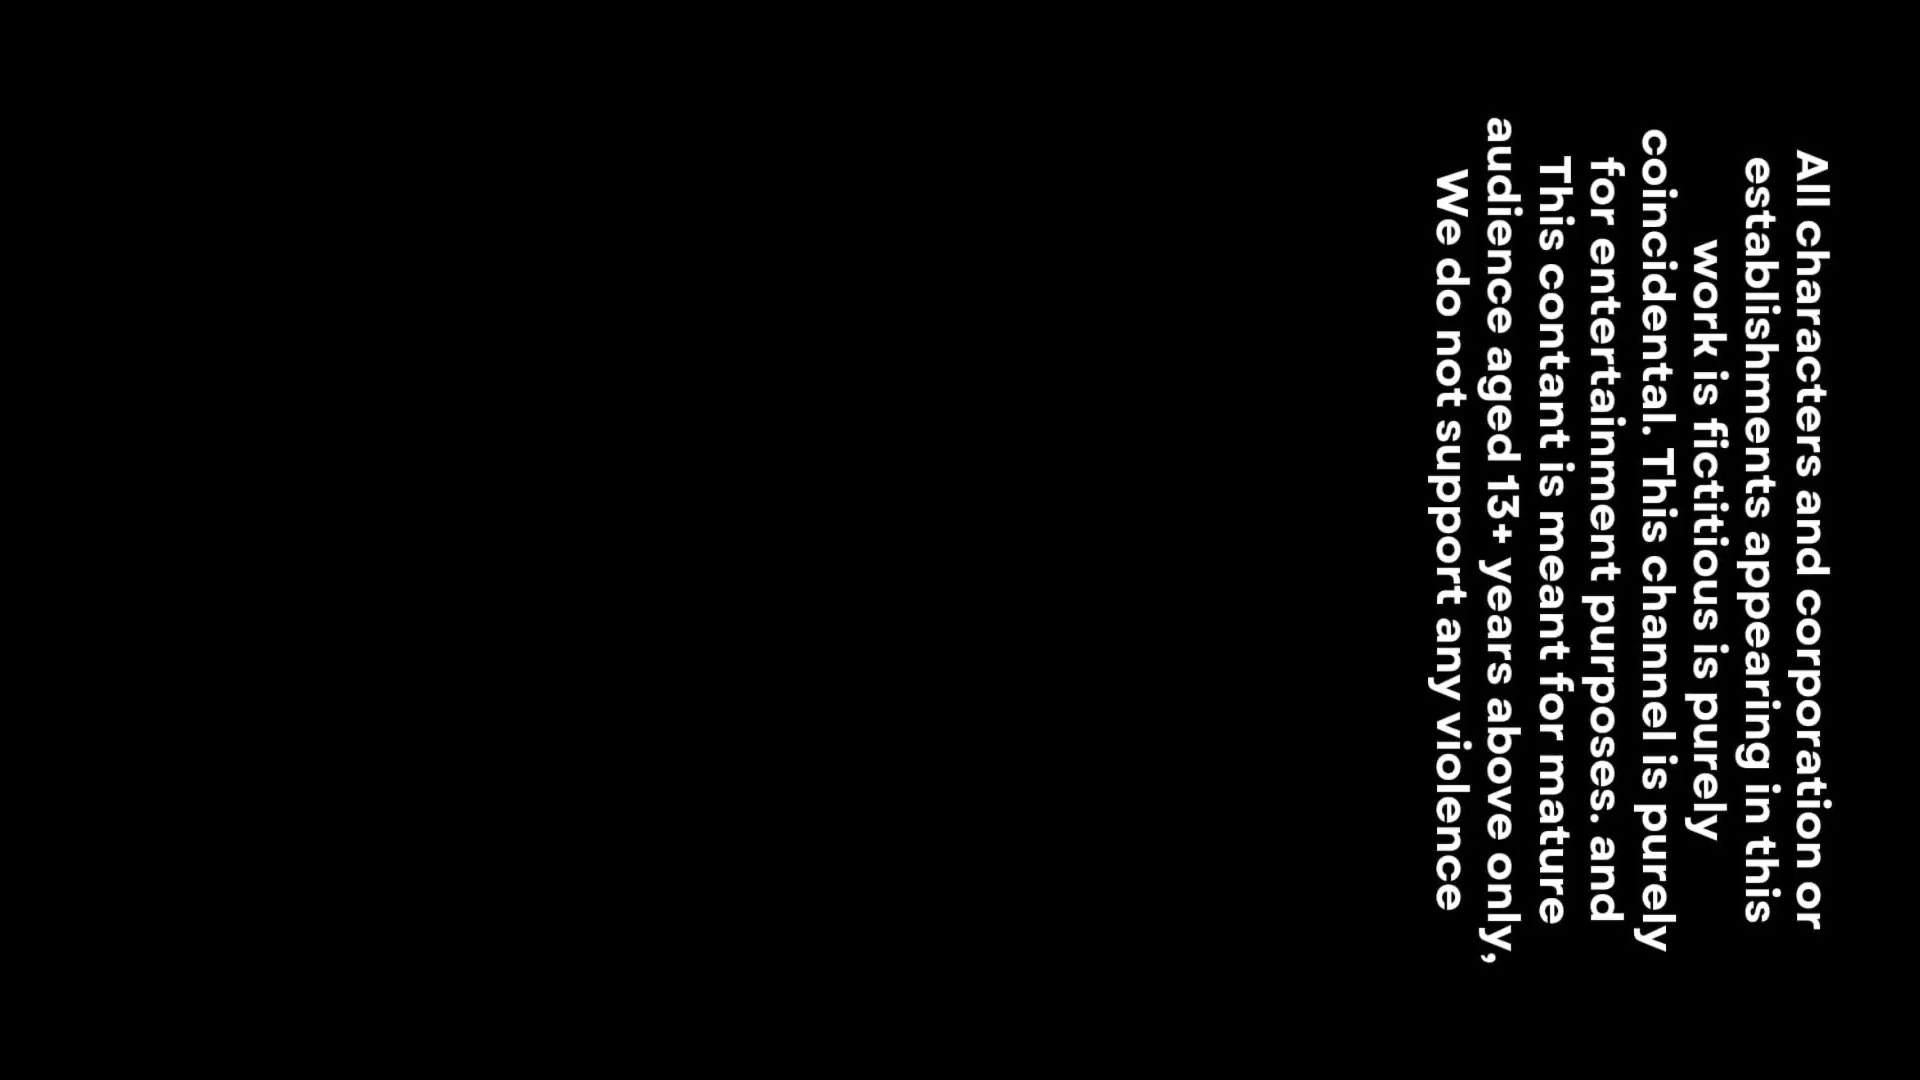 All characters and corporation or
establishments appearing in this
work is fictitious is purely
coincidental. This channel is purely
for entertainment purposes. and
This contant is meant for mature
audience aged 13+ years above only,
We do not support any violence